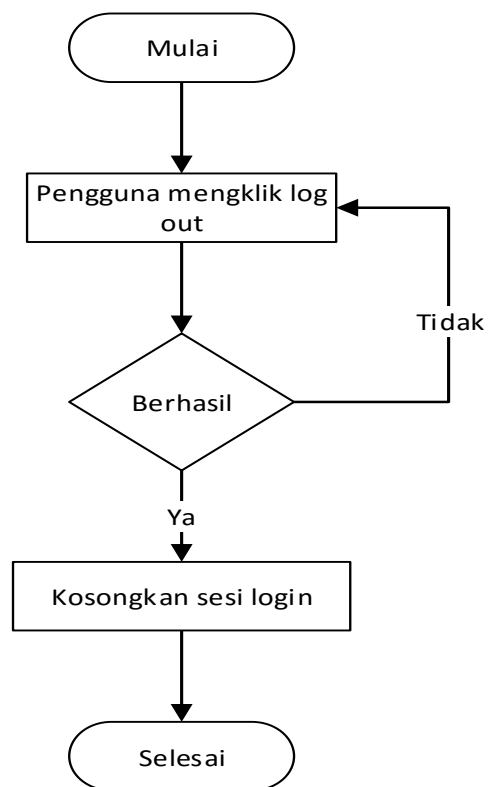 Mulai
Pengguna mengklik log
out
Tidak
Berhasil
Ya
Kosongkan sesi login
Selesai